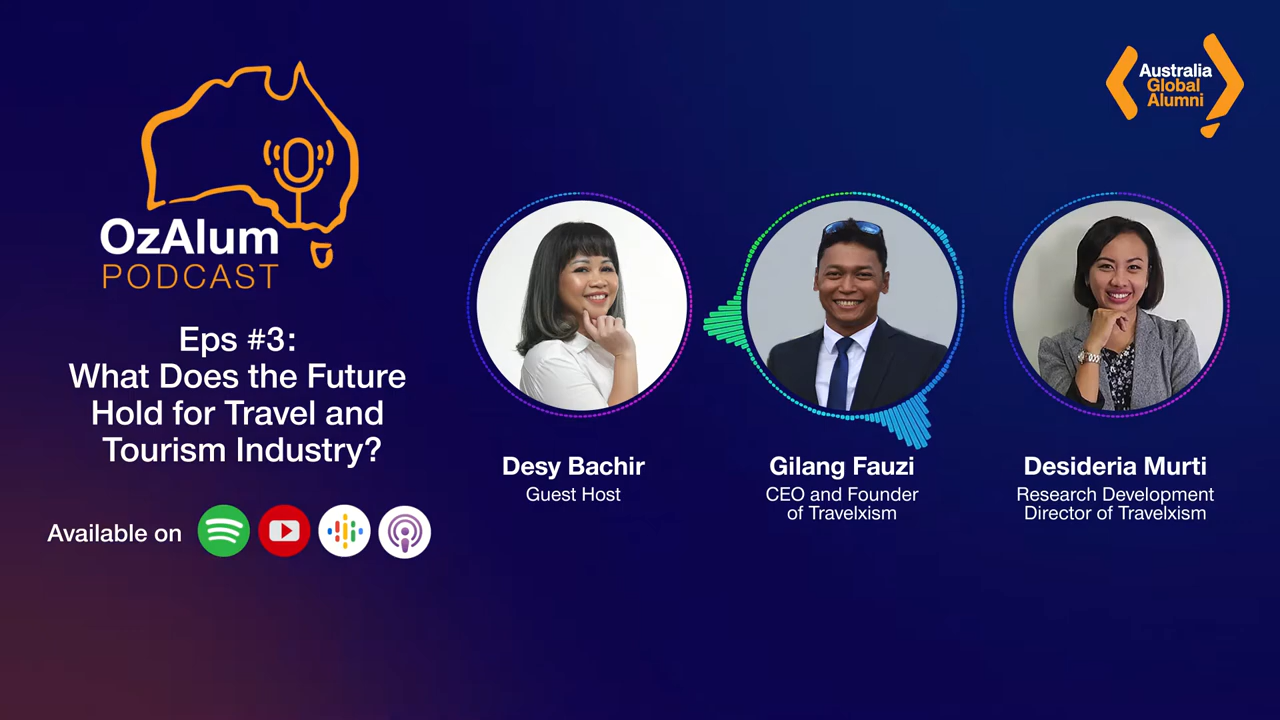 OzAlum
PODCAST
Eps #3:
What Does the Future
Hold for Travel and
Tourism Industry?
Available on
Australia
Global
Alumni
Desy Bachir
Guest Host
Gilang Fauzi
CEO and Founder
of Travelxism
Desideria Murti
Research Development
Director of Travelxism